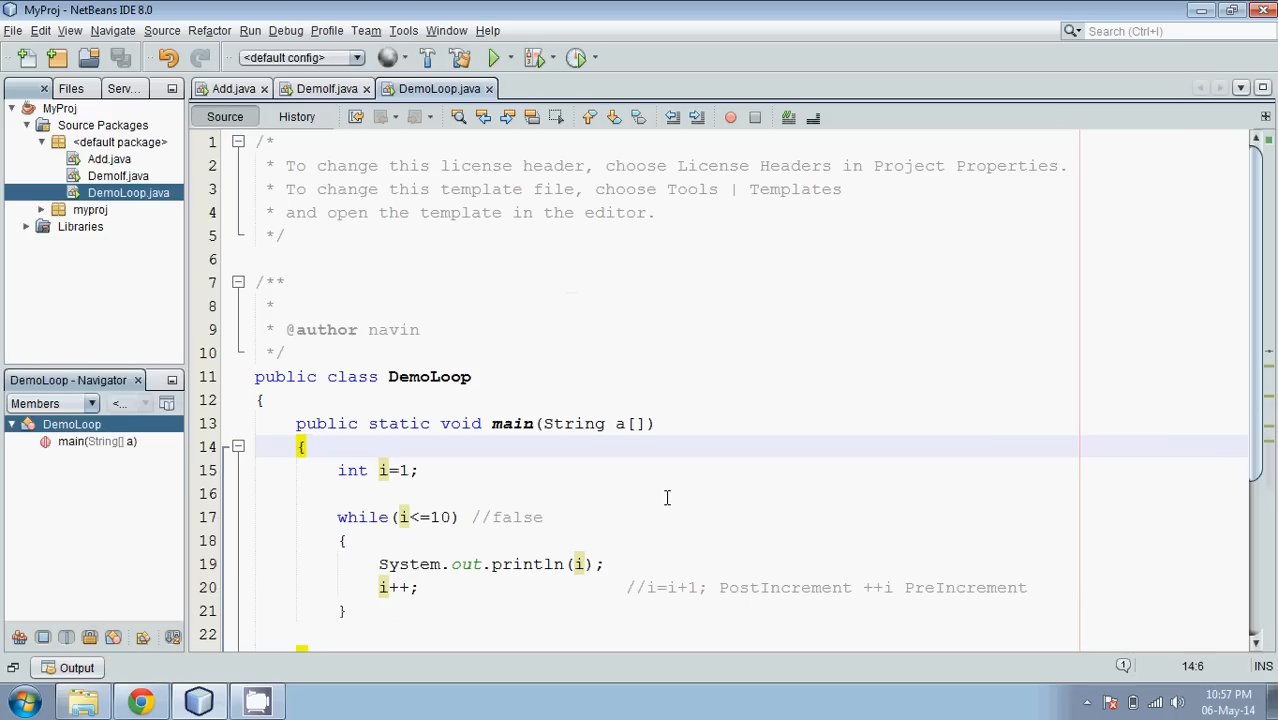 MyProj - NetBeans IDE 8.0
File Edit View Navigate Source Refactor Run Debug Profile Team Tools Window Help
Search (Ctrl+I)
<default config>
Files Serv...
Add.java DemoIf.java DemoLoop.java
MyProj
Source Packages
<default package>
Add.java
DemoIf.java
DemoLoop.java
myproj
Libraries
Source History
1 /*
2 * To change this license header, choose License Headers in Project Properties.
3 * To change this template file, choose Tools | Templates
4 * and open the template in the editor.
5 */
6
7 /**
8 *
9 * @author navin
10 */
11 public class DemoLoop
12 {
13 public static void main(String a[])
14 {
15 int i=1;
16
17 while(i<=10) //false
18 {
19 System.out.println(i);
20 i++; //i=i+1; PostIncrement ++i PreIncrement
21 }
22
DemoLoop - Navigator
Members <...
DemoLoop
main(String[] a)
Output
1 14:6 INS
10:57 PM
06-May-14